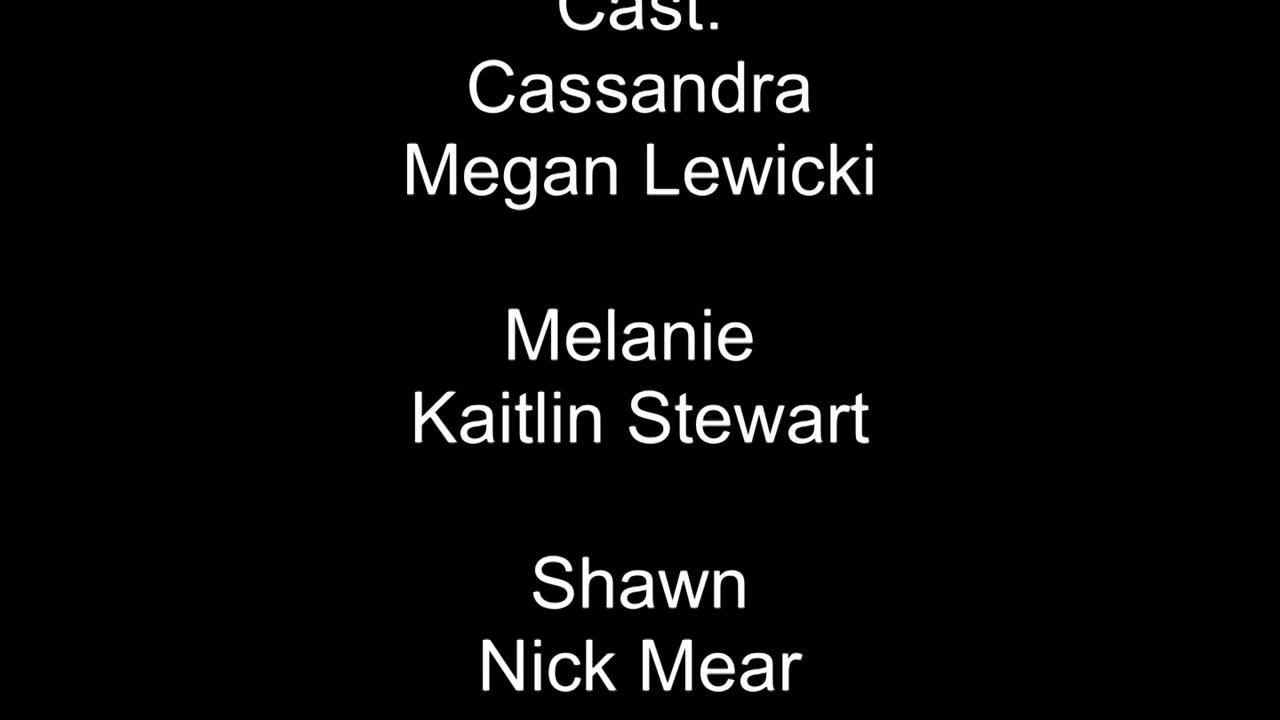 Cast.
Cassandra
Megan Lewicki
Melanie
Kaitlin Stewart
Shawn
Nick Mear